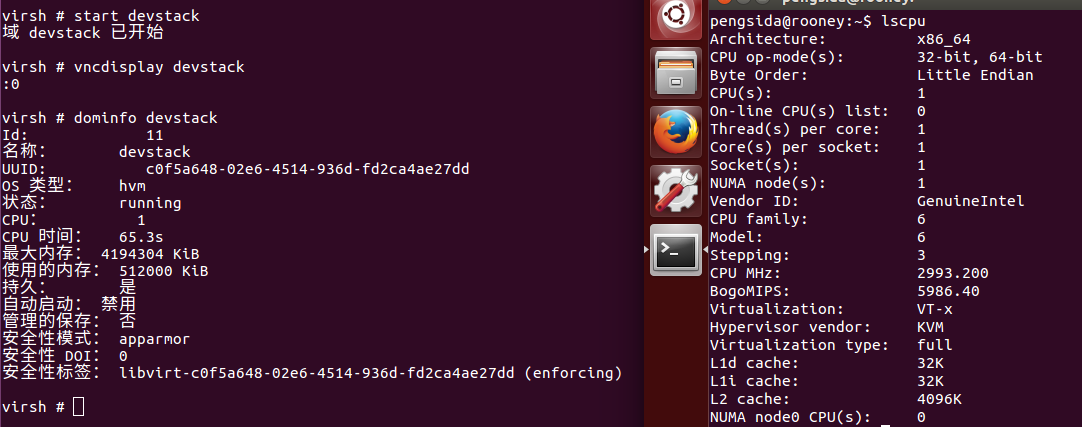 virsh # start devstack
域 devstack 已开始
virsh # vncdisplay devstack
:0
virsh # dominfo devstack
Id: 11
名称: devstack
UUID: c0f5a648-02e6-4514-936d-fd2ca4ae27dd
OS 类型: hvm
状态: running
CPU: 1
CPU 时间: 65.3s
最大内存: 4194304 KiB
使用的内存: 512000 KiB
持久: 是
自动启动: 禁用
管理的保存: 否
安全性模式: apparmor
安全性 DOI: 0
安全性标签: libvirt-c0f5a648-02e6-4514-936d-fd2ca4ae27dd (enforcing)
virsh #
pengsida@rooney:
pengsida@rooney:~$ lscpu
Architecture: x86_64
CPU op-mode(s): 32-bit, 64-bit
Byte Order: Little Endian
CPU(s): 1
On-line CPU(s) list: 0
Thread(s) per core: 1
Core(s) per socket: 1
Socket(s): 1
NUMA node(s): 1
Vendor ID: GenuineIntel
CPU family: 6
Model: 6
Stepping: 3
CPU MHz: 2993.200
BogoMIPS: 5986.40
Virtualization: VT-x
Hypervisor vendor: KVM
Virtualization type: full
L1d cache: 32K
L1i cache: 32K
L2 cache: 4096K
NUMA node0 CPU(s): 0